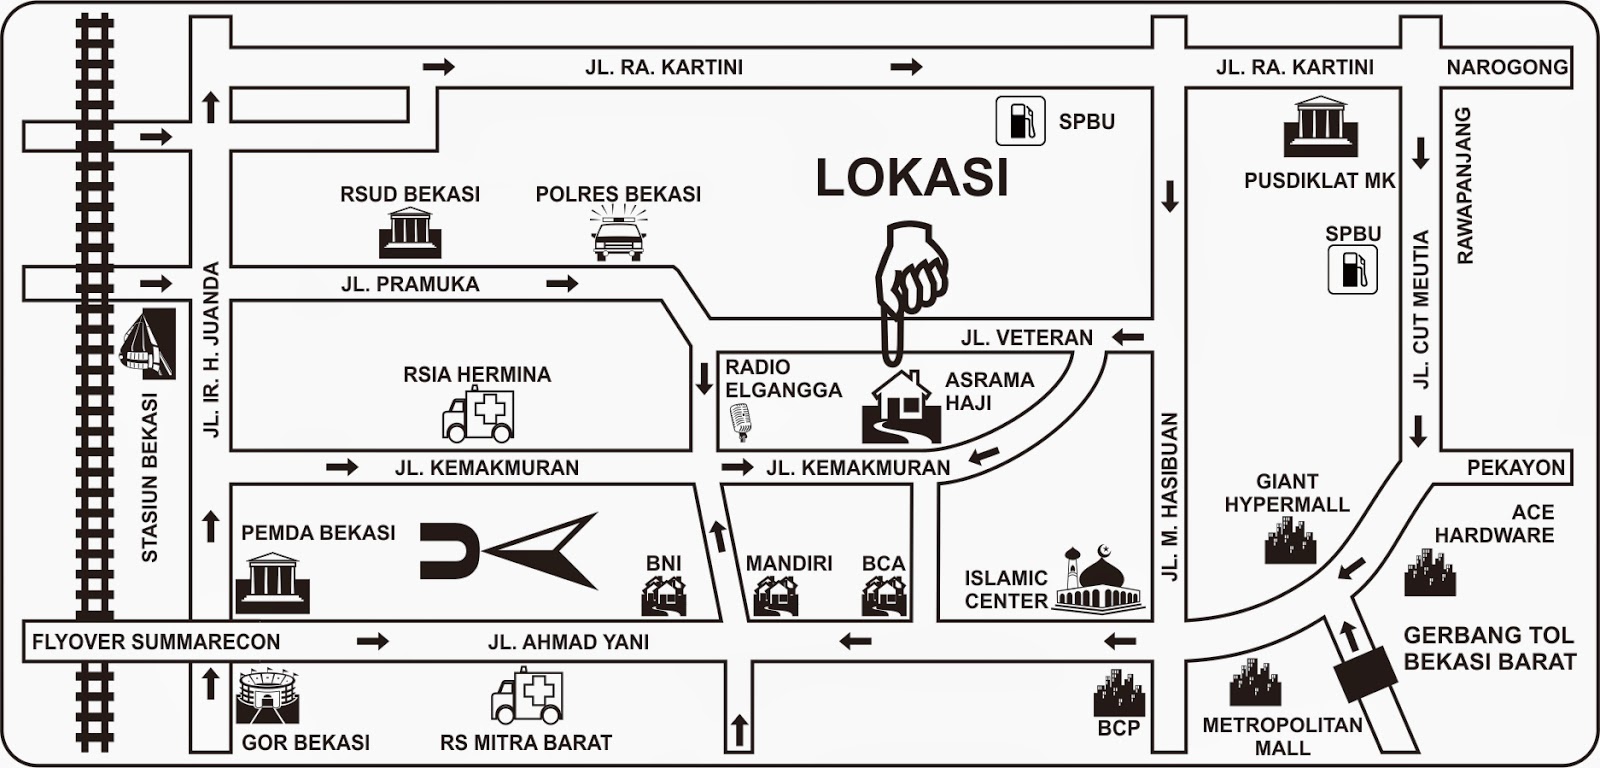 JL. RA. KARTINI
JL. RA. KARTINI
NAROGONG
SPBU
RAWAPANJANG
LOKASI
PUSDIKLAT MK
RSUD BEKASI
POLRES BEKASI
SPBU
JL. PRAMUKA
JL. IR. H. JUANDA
JL. CUT MEUTIA
JL. VETERAN
STASIUN BEKASI
RSIA HERMINA
RADIO
ELGANGGA
ASRAMA
HAJI
JL. M. HASIBUAN
JL. KEMAKMURAN
JL. KEMAKMURAN
PEKAYON
GIANT
HYPERMALL
ACE
HARDWARE
PEMDA BEKASI
U
BNI
MANDIRI
BCA
ISLAMIC
CENTER
FLYOVER SUMMARECON
JL. AHMAD YANI
GERBANG TOL
BEKASI BARAT
GOR BEKASI
RS MITRA BARAT
BCP
METROPOLITAN
MALL